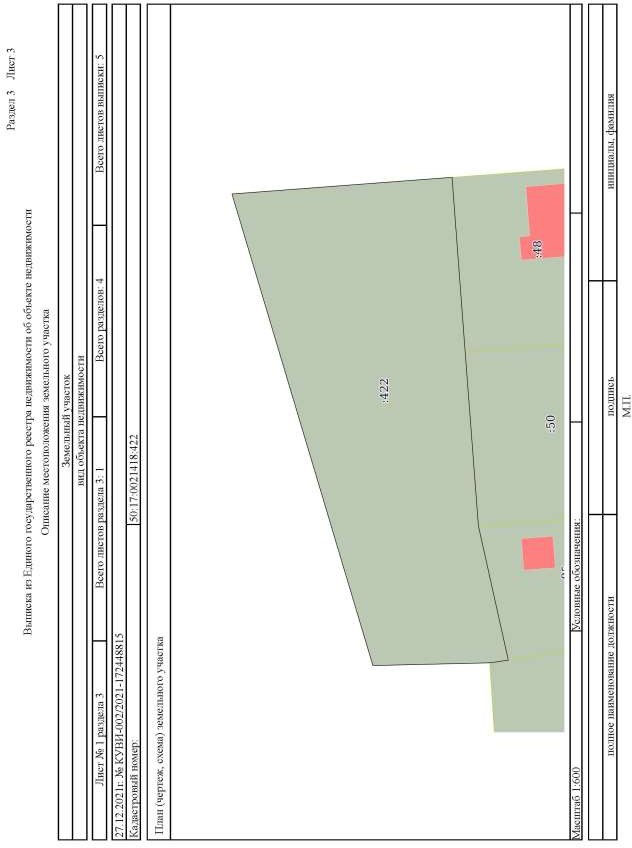 Раздел 3 Лист 3
Выписка из Единого государственного реестра недвижимости об объекте недвижимости
Описание местоположения земельного участка
Земельный участок
вид объекта недвижимости
Лист № 1 раздела 3 Всего листов раздела 3: 1 Всего разделов: 4 Всего листов выписки: 5
27.12.2021г. № КУВИ-002/2021-172448815
Кадастровый номер: 50:17:0021418:422
План (чертеж, схема) земельного участка
:422
:48
:50
Масштаб 1:600 Условные обозначения:
полное наименование должности подпись инициалы, фамилия
М.П.